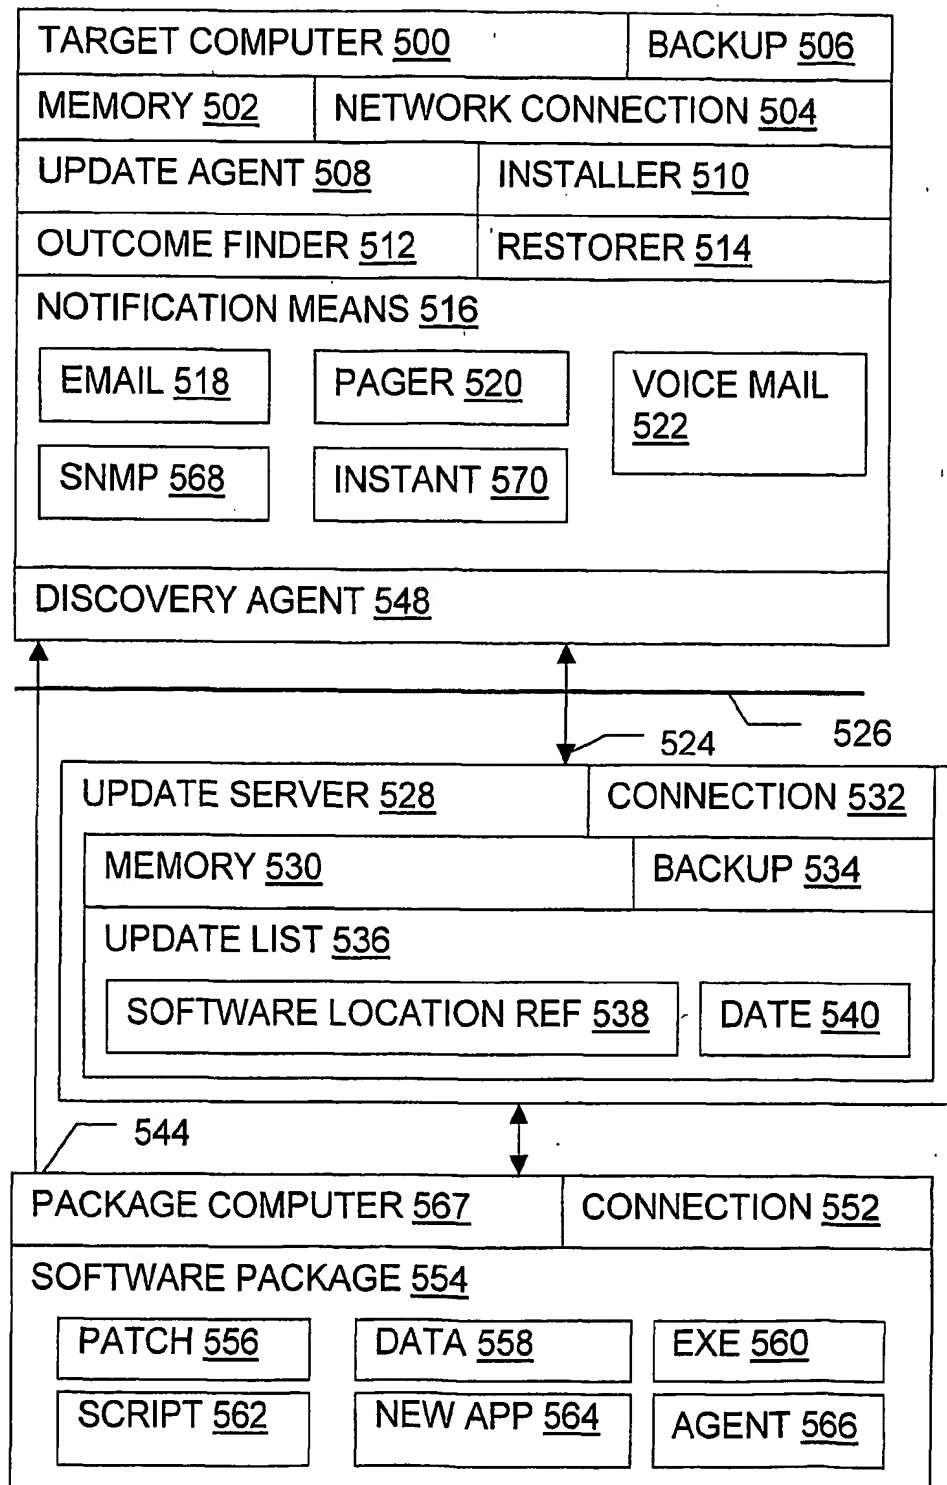 TARGET COMPUTER 500
BACKUP 506
MEMORY 502
NETWORK CONNECTION 504
UPDATE AGENT 508
INSTALLER 510
OUTCOME FINDER 512
RESTORER 514
NOTIFICATION MEANS 516
EMAIL 518
PAGER 520
VOICE MAIL
522
SNMP 568
INSTANT 570
DISCOVERY AGENT 548
524
526
UPDATE SERVER 528
CONNECTION 532
MEMORY 530
BACKUP 534
UPDATE LIST 536
SOFTWARE LOCATION REF 538
DATE 540
544
PACKAGE COMPUTER 567
CONNECTION 552
SOFTWARE PACKAGE 554
PATCH 556
DATA 558
EXE 560
SCRIPT 562
NEW APP 564
AGENT 566